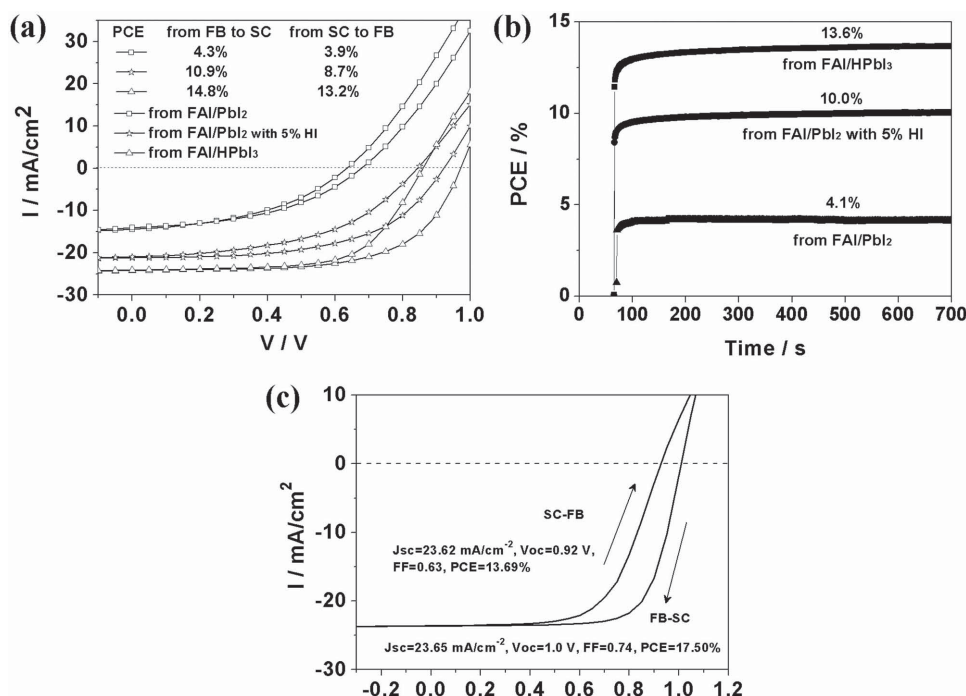 (a)
PCE from FB to SC from SC to FB
4.3% 3.9%
10.9% 8.7%
14.8% 13.2%
from FAI/PbI2
from FAI/PbI2 with 5% HI
from FAI/HPbI3
I / mA/cm2
30
20
10
0
-10
-20
-30
0.0 0.2 0.4 0.6 0.8 1.0
V / V
(b)
PCE / %
15
10
5
0
13.6%
from FAI/HPbI3
10.0%
from FAI/PbI2 with 5% HI
4.1%
from FAI/PbI2
0 100 200 300 400 500 600 700
Time / s
(c)
I / mA/cm2
10
0
-10
-20
-30
SC-FB
Jsc=23.62 mA/cm-2, Voc=0.92 V,
FF=0.63, PCE=13.69%
FB-SC
Jsc=23.65 mA/cm-2, Voc=1.0 V, FF=0.74, PCE=17.50%
-0.2 0.0 0.2 0.4 0.6 0.8 1.0 1.2